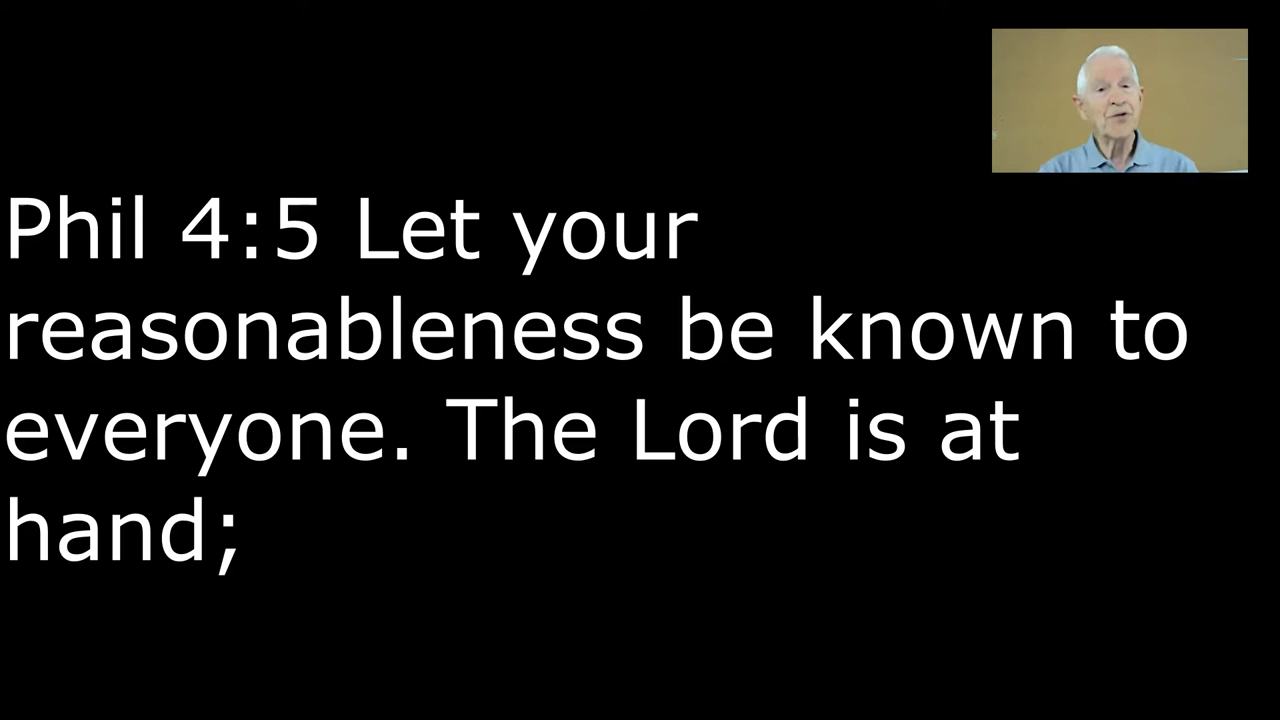 Phil 4:5 Let your
reasonableness be known to
everyone. The Lord is at
hand;